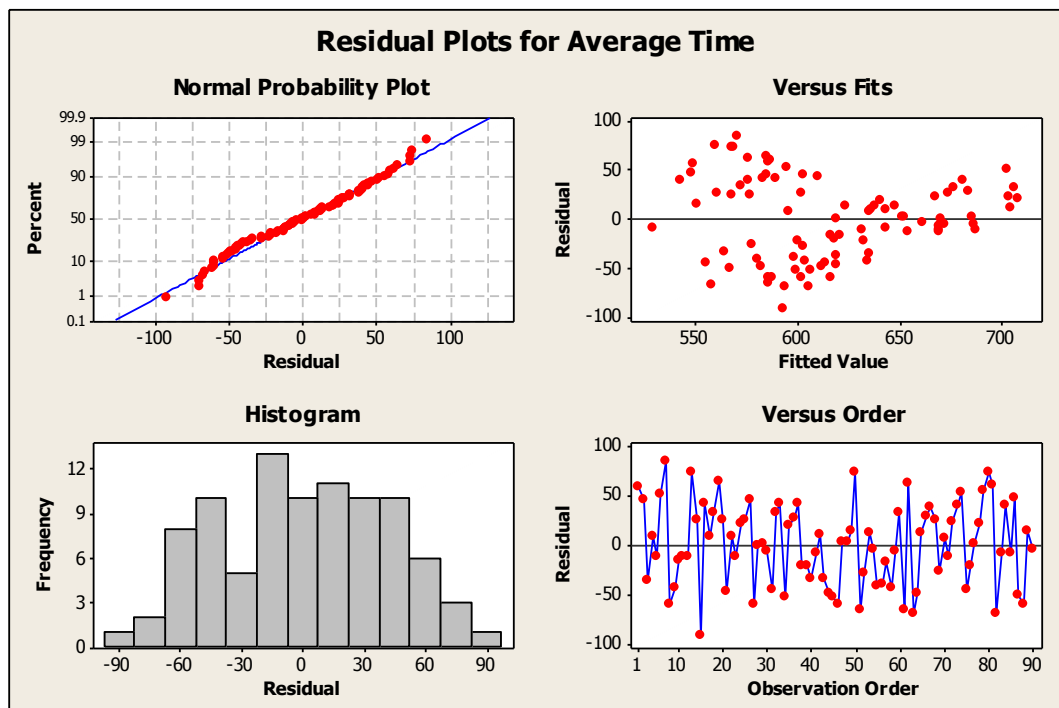 Residual Plots for Average Time
Normal Probability Plot
99.9
99
90
50
10
1
0.1
Percent
-100 -50 0 50 100
Residual
Versus Fits
100
50
0
-50
-100
Residual
550 600 650 700
Fitted Value
Histogram
12
9
6
3
0
Frequency
-90 -60 -30 0 30 60 90
Residual
Versus Order
100
50
0
-50
-100
Residual
1 10 20 30 40 50 60 70 80 90
Observation Order